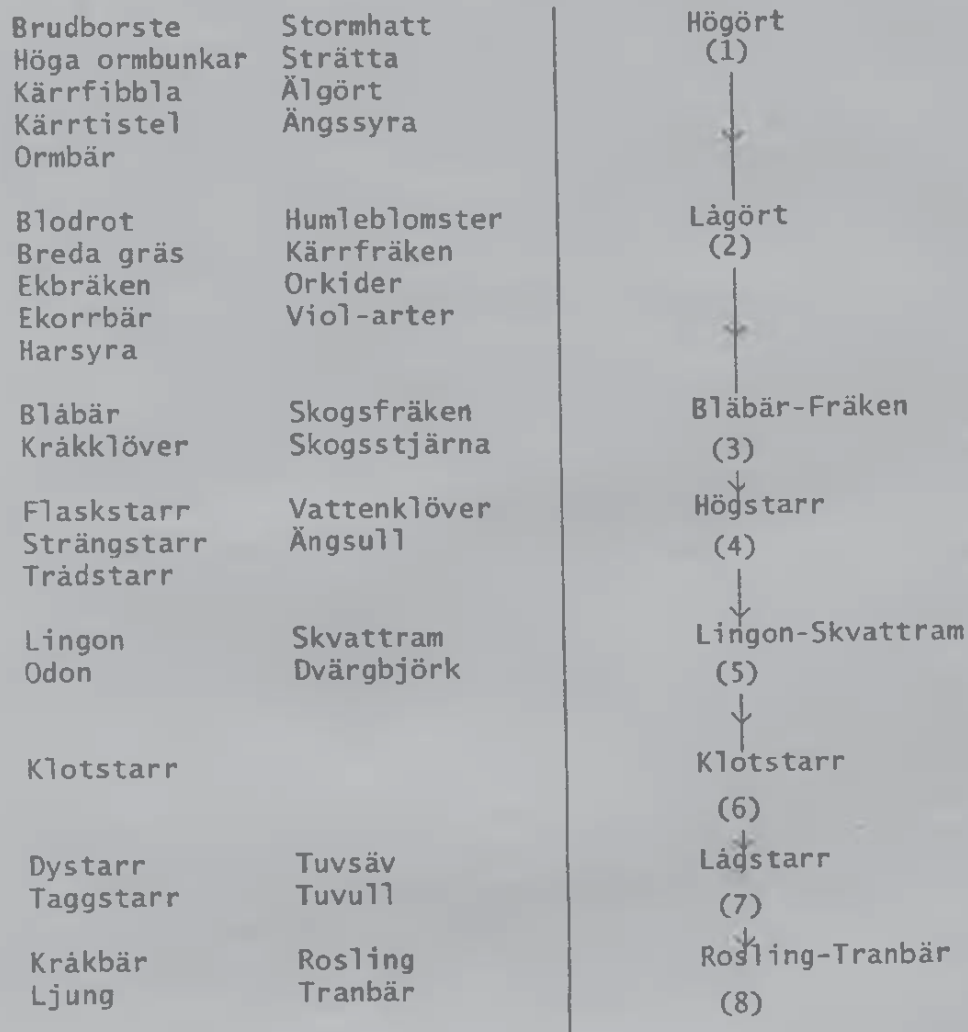 Brudborste Stormhatt Högört
Höga ormbunkar Strätta (1)
Kärrfibbla Älgört
Kärrtistel Ängssyra
Ormbär
Blodrot Humleblomster Lågört
Breda gräs Kärrfräken (2)
Ekbräken Orkider
Ekorrbär Viol-arter
Harsyra
Blåbär Skogsfräken Blåbär-Fräken
Kråkklöver Skogsstjärna (3)
Flaskstarr Vattenklöver Högstarr
Strängstarr Ängsull (4)
Trådstarr
Lingon Skvattram Lingon-Skvattram
Odon Dvärgbjörk (5)
Klotstarr Klotstarr
(6)
Dystarr Tuvsäv Lågstarr
Taggstarr Tuvull (7)
Kråkbär Rosling Rosling-Tranbär
Ljung Tranbär (8)